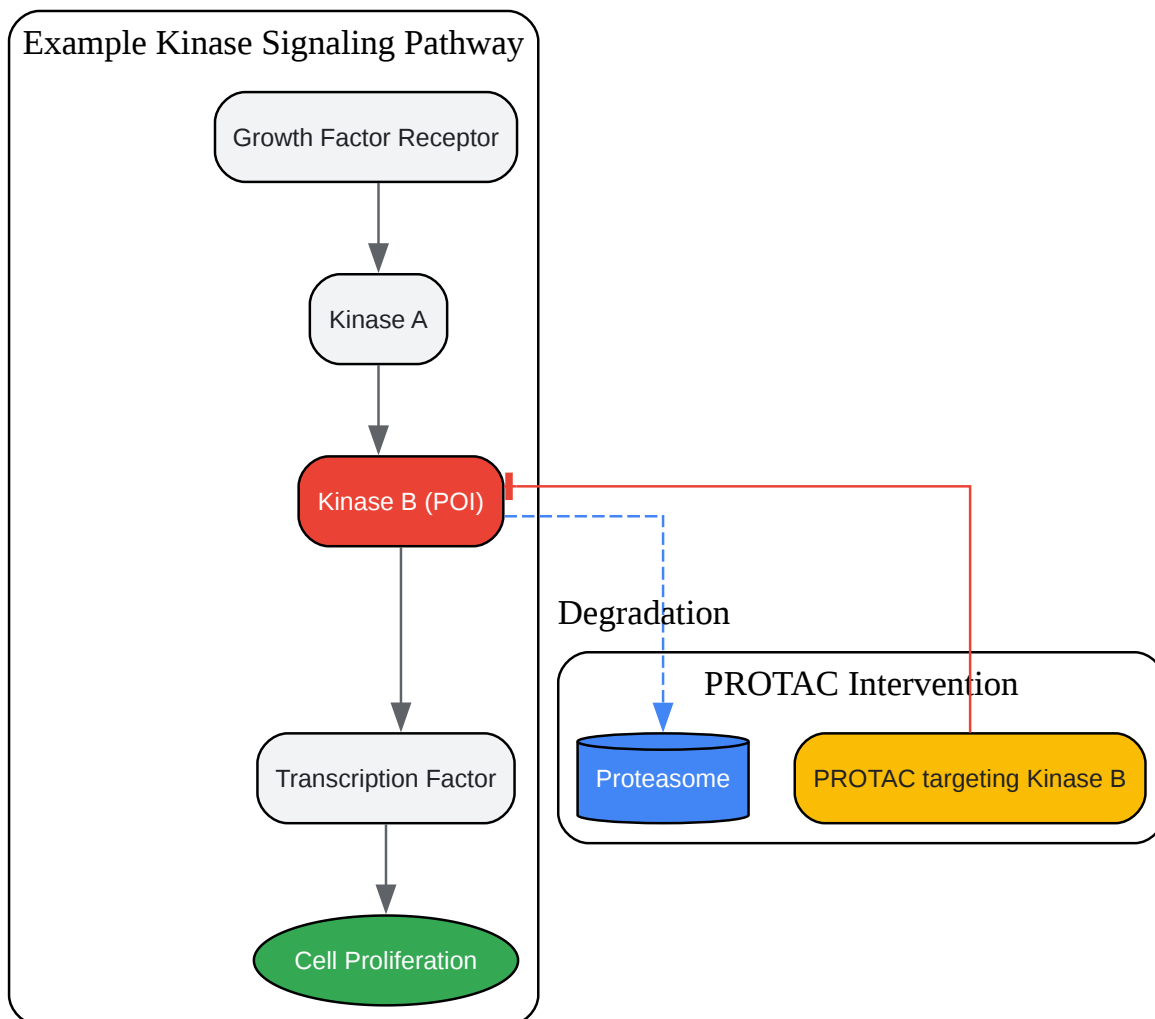 Example Kinase Signaling Pathway
Growth Factor Receptor
Kinase A
Kinase B (POI)
Degradation
PROTAC Intervention
Transcription Factor
Proteasome
PROTAC targeting Kinase B
Cell Proliferation